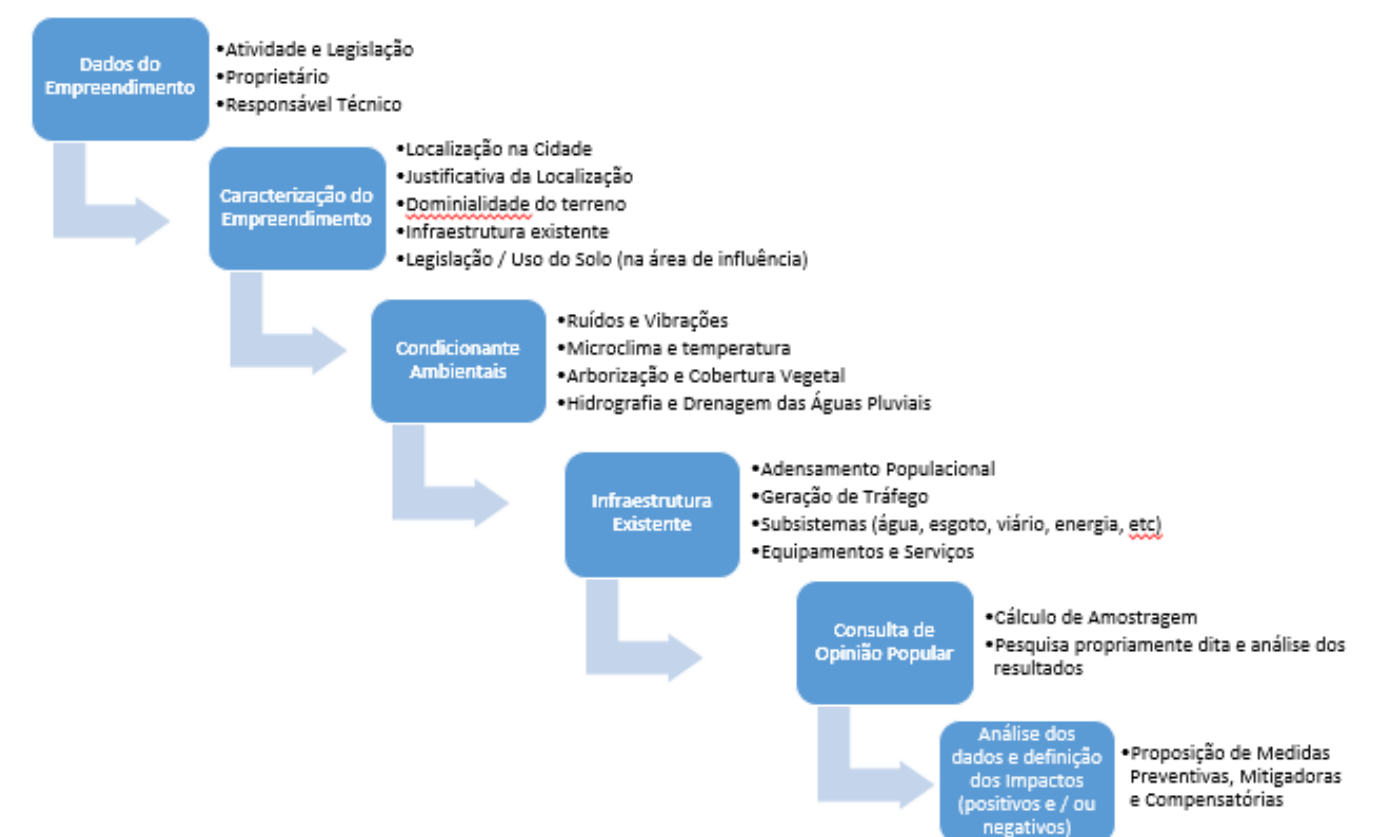 Dados do
Empreendimento
•Atividade e Legislação
•Proprietário
•Responsável Técnico
Caracterização do
Empreendimento
•Localização na Cidade
•Justificativa da Localização
•Dominialidade do terreno
•Infraestrutura existente
•Legislação / Uso do Solo (na área de influência)
Condicionante
Ambientais
•Ruídos e Vibrações
•Microclima e temperatura
•Arborização e Cobertura Vegetal
•Hidrografia e Drenagem das Águas Pluviais
Infraestrutura
Existente
•Adensamento Populacional
•Geração de Tráfego
•Subsistemas (água, esgoto, viário, energia, etc)
•Equipamentos e Serviços
Consulta de
Opinião Popular
•Cálculo de Amostragem
•Pesquisa propriamente dita e análise dos
resultados
Análise dos
dados e definição
dos Impactos
(positivos e / ou
negativos)
•Proposição de Medidas
Preventivas, Mitigadoras
e Compensatórias